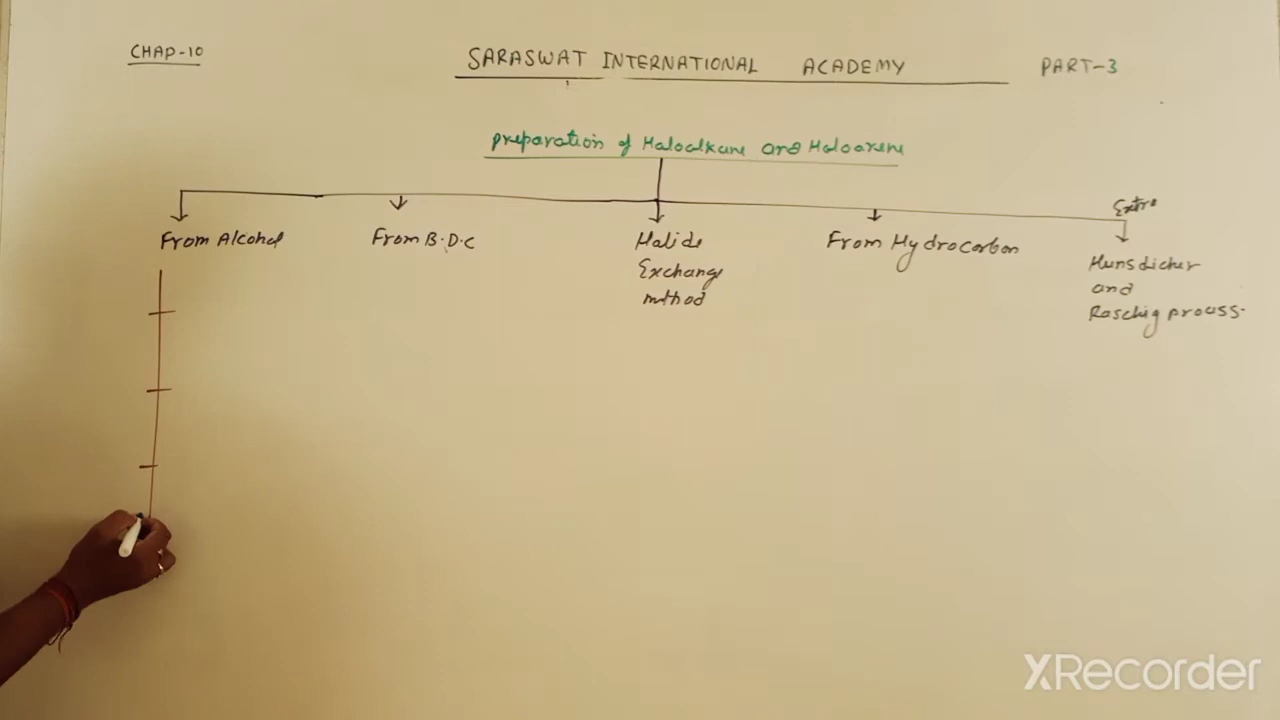 CHAP-10
SARASWAT INTERNATIONAL ACADEMY
PART-3
preparation of Haloalkane and Haloarene
From Alcohol
From B.D.C
Halide
Exchange
method
From Hydrocarbon
Extra
Hunsdicker
and
Raschig process.
XRecorder